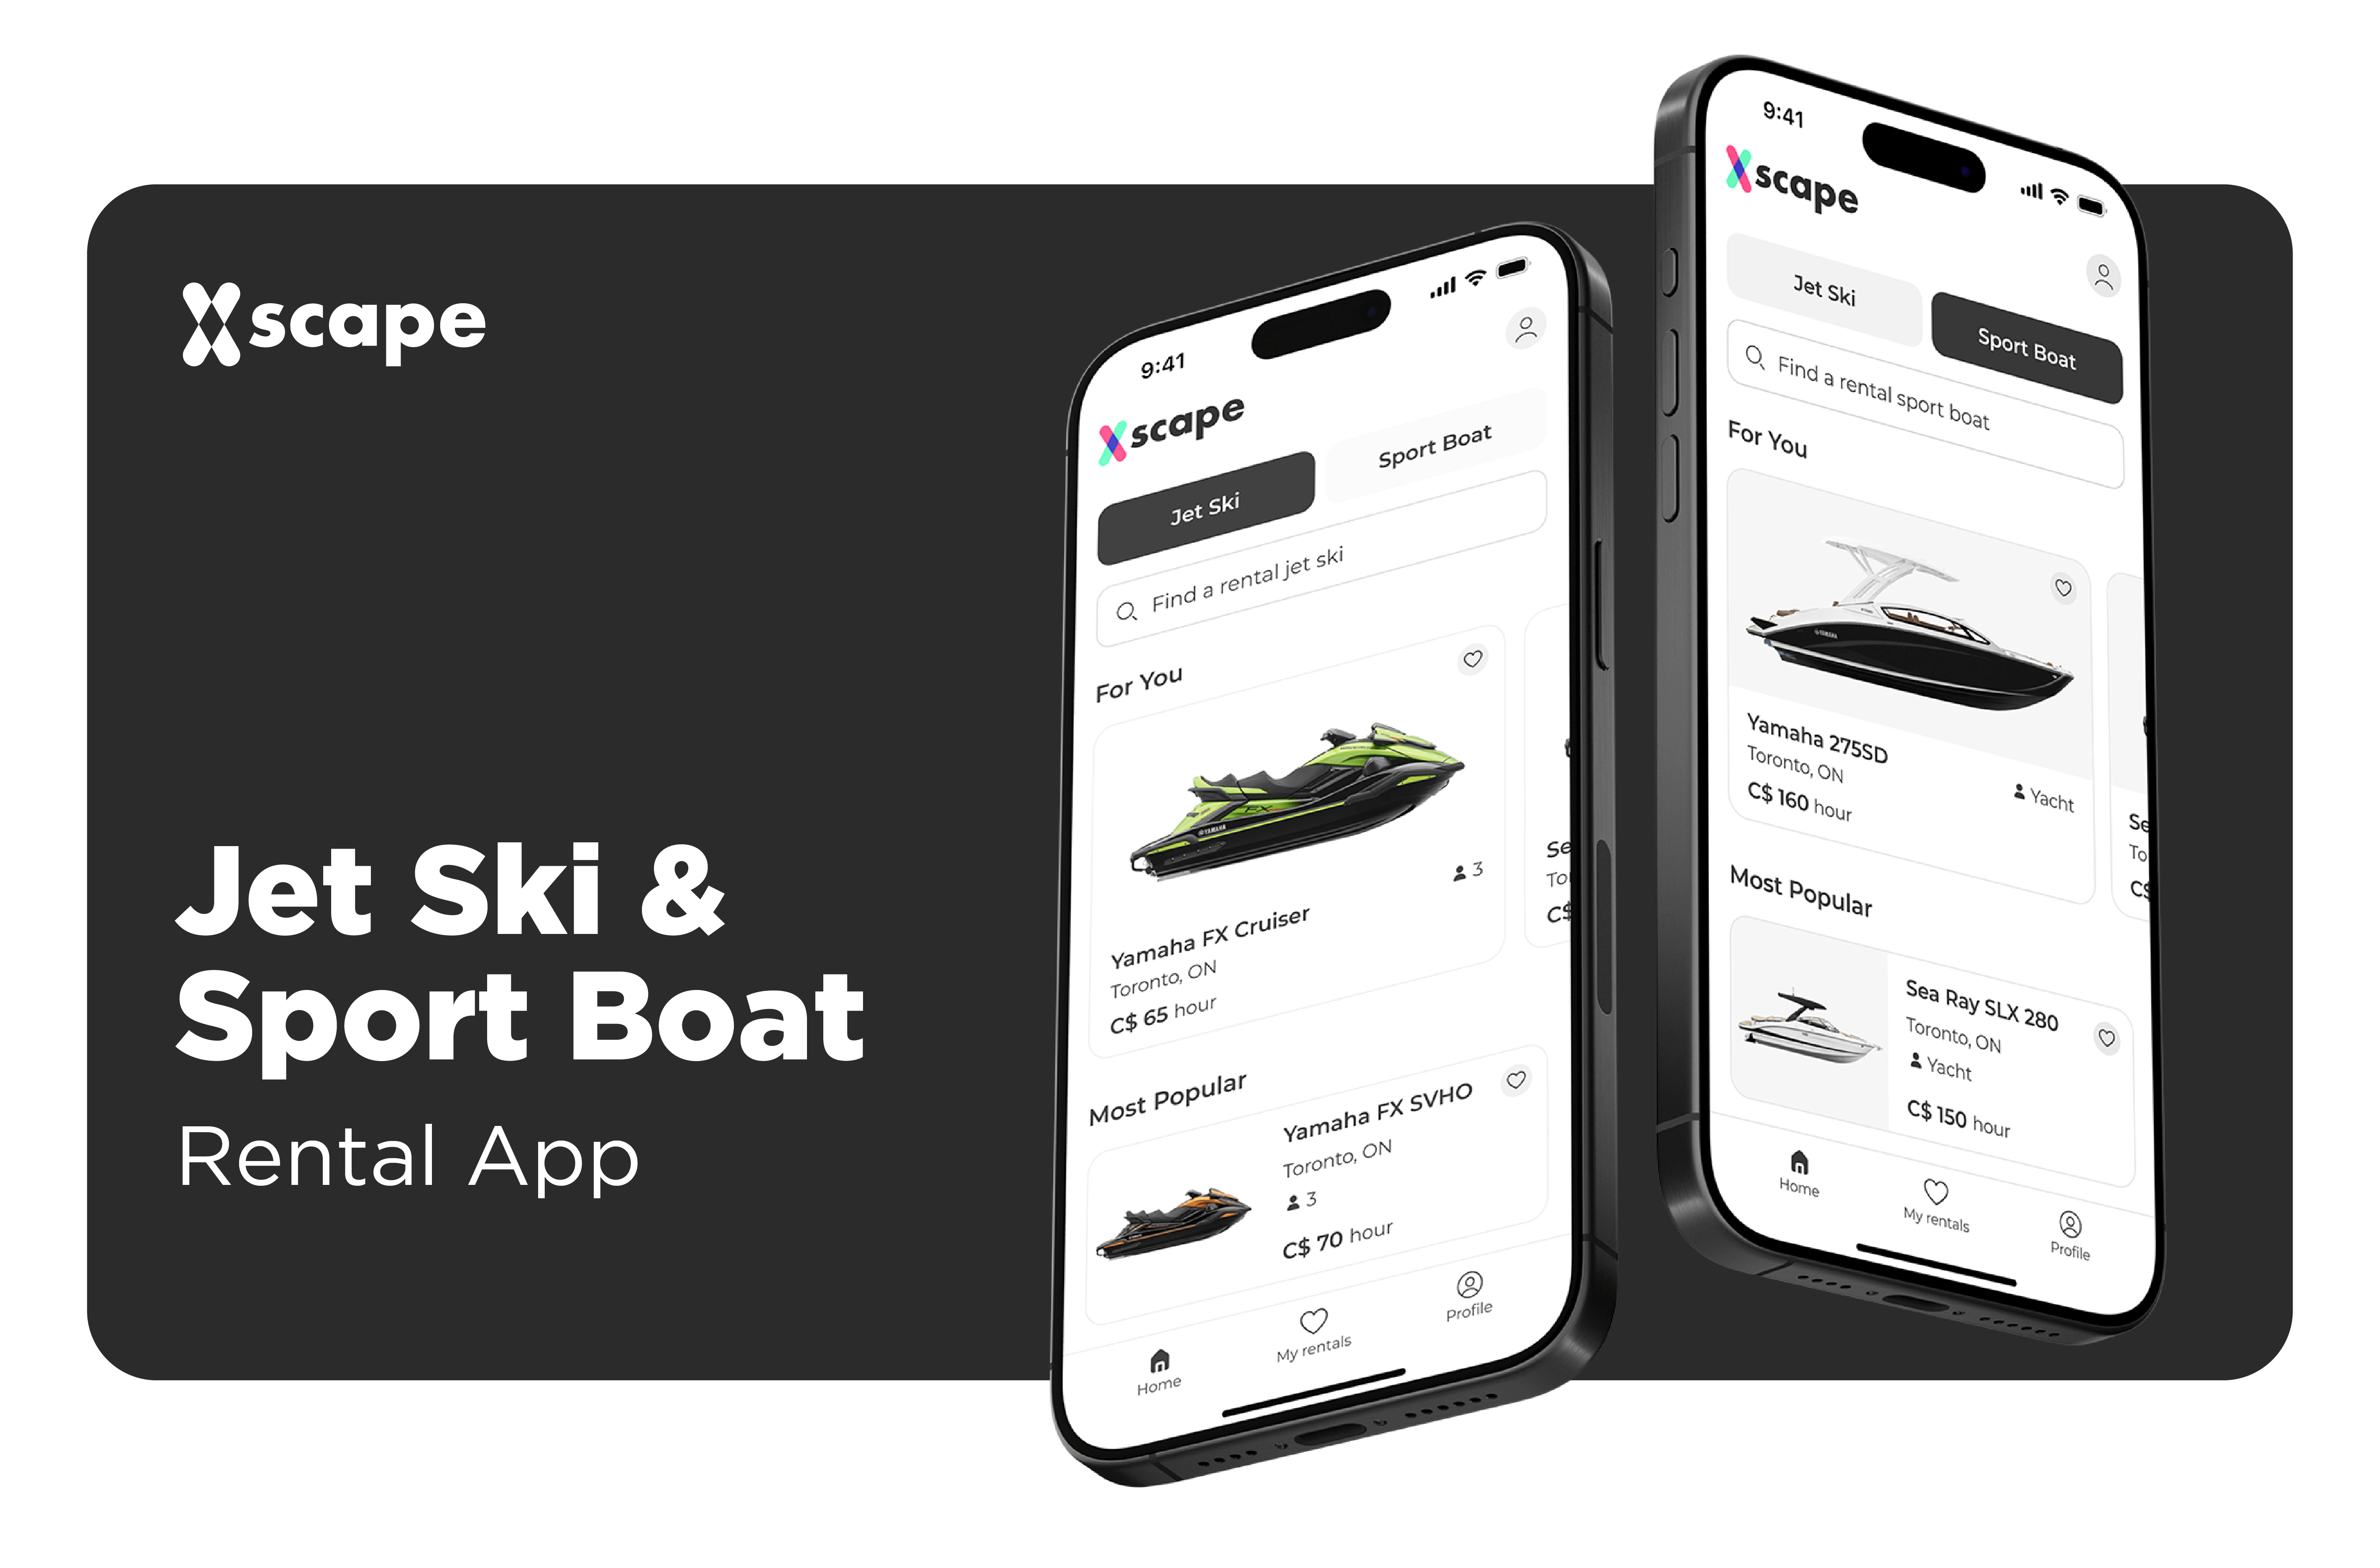 Xscape
Jet Ski &
Sport Boat
Rental App
9:41
Xscape
Jet Ski
Sport Boat
Find a rental jet ski
For You
YAMAHA
3
Yamaha FX Cruiser
Toronto, ON
C$ 65 hour
Se
To
C$
Most Popular
Yamaha FX SVHO
Toronto, ON
3
C$ 70 hour
Home
My rentals
Profile
9:41
Xscape
Jet Ski
Sport Boat
Find a rental sport boat
For You
YAMAHA
Yamaha 275SD
Toronto, ON
C$ 160 hour
Yacht
Se
To
C$
Most Popular
Sea Ray SLX 280
Toronto, ON
Yacht
C$ 150 hour
Home
My rentals
Profile